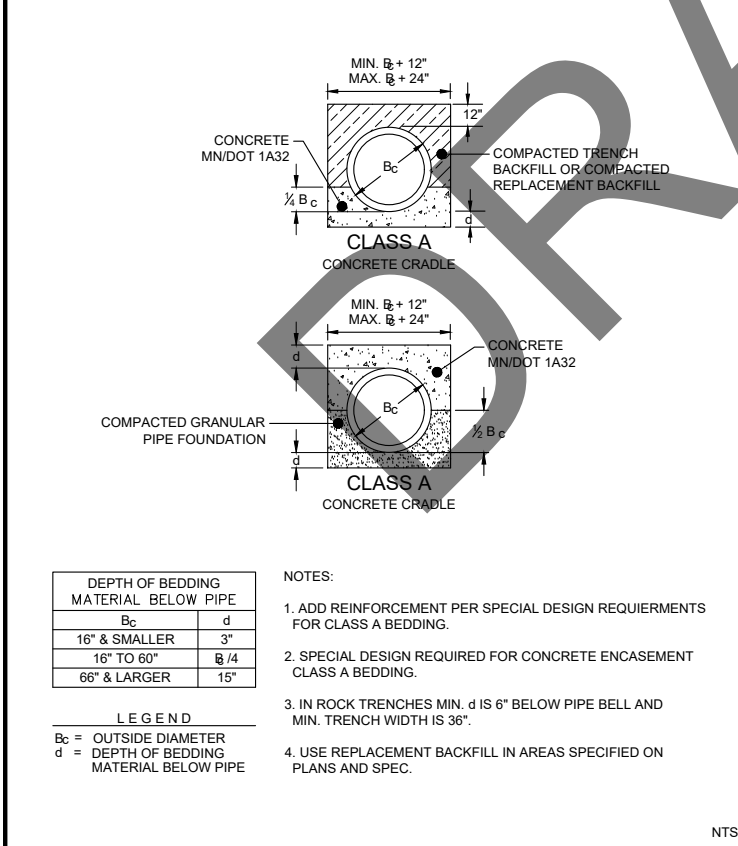 MIN. Bc + 12"
MAX. Bc + 24"
12"
CONCRETE
MN/DOT 1A32
Bc
COMPACTED TRENCH
BACKFILL OR COMPACTED
REPLACEMENT BACKFILL
¼ B c
d
CLASS A
CONCRETE CRADLE
MIN. Bc + 12"
MAX. Bc + 24"
d
CONCRETE
MN/DOT 1A32
Bc
COMPACTED GRANULAR
PIPE FOUNDATION
½ B c
d
CLASS A
CONCRETE CRADLE
DEPTH OF BEDDING
MATERIAL BELOW PIPE
Bc d
16" & SMALLER 3"
16" TO 60" Bc /4
66" & LARGER 15"
LEGEND
Bc = OUTSIDE DIAMETER
d = DEPTH OF BEDDING
MATERIAL BELOW PIPE
NOTES:
1. ADD REINFORCEMENT PER SPECIAL DESIGN REQUIERMENTS
FOR CLASS A BEDDING.
2. SPECIAL DESIGN REQUIRED FOR CONCRETE ENCASEMENT
CLASS A BEDDING.
3. IN ROCK TRENCHES MIN. d IS 6" BELOW PIPE BELL AND
MIN. TRENCH WIDTH IS 36".
4. USE REPLACEMENT BACKFILL IN AREAS SPECIFIED ON
PLANS AND SPEC.
NTS